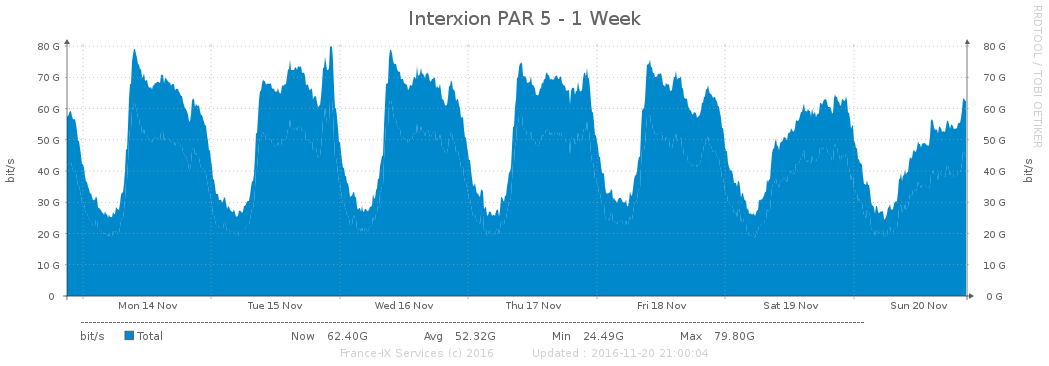 Interxion PAR 5 - 1 Week
RRDTOOL / TOBI OETIKER
80 G 80 G
70 G 70 G
60 G 60 G
50 G 50 G
40 G 40 G
30 G 30 G
20 G 20 G
10 G 10 G
0 0 G
bit/s
bit/s
Mon 14 Nov Tue 15 Nov Wed 16 Nov Thu 17 Nov Fri 18 Nov Sat 19 Nov Sun 20 Nov
bit/s Total Now 62.40G Avg 52.32G Min 24.49G Max 79.80G
France-IX Services (c) 2016 Updated : 2016-11-20 21:00:04